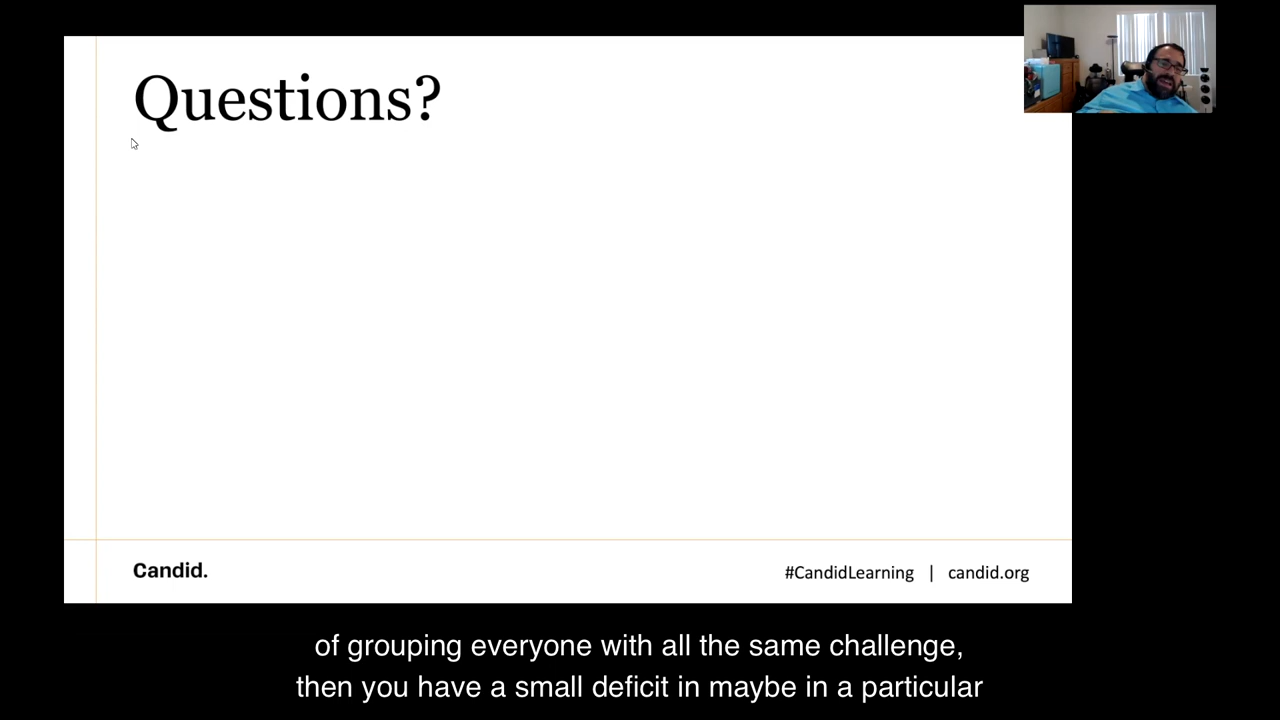 Questions?
Candid.
#CandidLearning | candid.org
of grouping everyone with all the same challenge,
then you have a small deficit in maybe in a particular